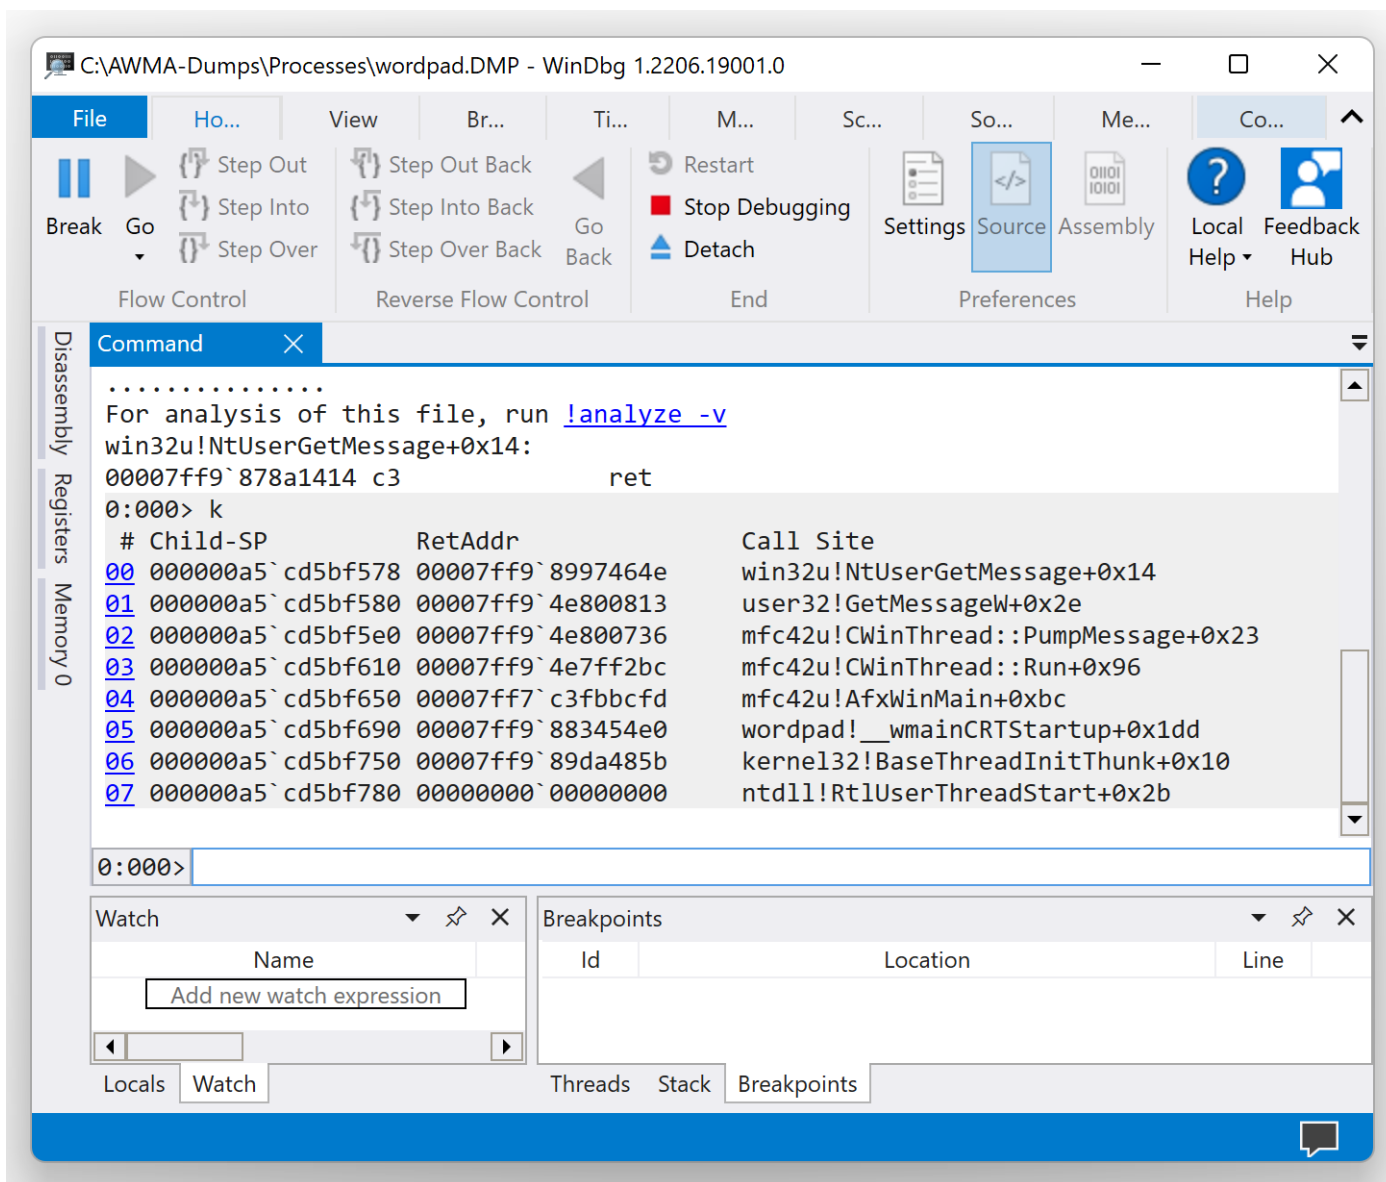 C:\AWMA-Dumps\Processes\wordpad.DMP - WinDbg 1.2206.19001.0
File Ho... View Br... Ti... M... Sc... So... Me... Co...
Step Out Step Out Back Restart
Step Into Step Into Back Stop Debugging
Break Go Go Settings Source Assembly Local Feedback
Step Over Step Over Back Back Detach Help Hub
Flow Control Reverse Flow Control End Preferences Help
Disassembly
Registers
Memory 0
Command
...............
For analysis of this file, run !analyze -v
win32u!NtUserGetMessage+0x14:
00007ff9`878a1414 c3 ret
0:000> k
# Child-SP RetAddr Call Site
00 000000a5`cd5bf578 00007ff9`8997464e win32u!NtUserGetMessage+0x14
01 000000a5`cd5bf580 00007ff9`4e800813 user32!GetMessageW+0x2e
02 000000a5`cd5bf5e0 00007ff9`4e800736 mfc42u!CWinThread::PumpMessage+0x23
03 000000a5`cd5bf610 00007ff9`4e7ff2bc mfc42u!CWinThread::Run+0x96
04 000000a5`cd5bf650 00007ff7`c3fbbcfd mfc42u!AfxWinMain+0xbc
05 000000a5`cd5bf690 00007ff9`883454e0 wordpad!__wmainCRTStartup+0x1dd
06 000000a5`cd5bf750 00007ff9`89da485b kernel32!BaseThreadInitThunk+0x10
07 000000a5`cd5bf780 00000000`00000000 ntdll!RtlUserThreadStart+0x2b
0:000>
Watch
Name
Add new watch expression
Locals Watch
Breakpoints
Id Location Line
Threads Stack Breakpoints